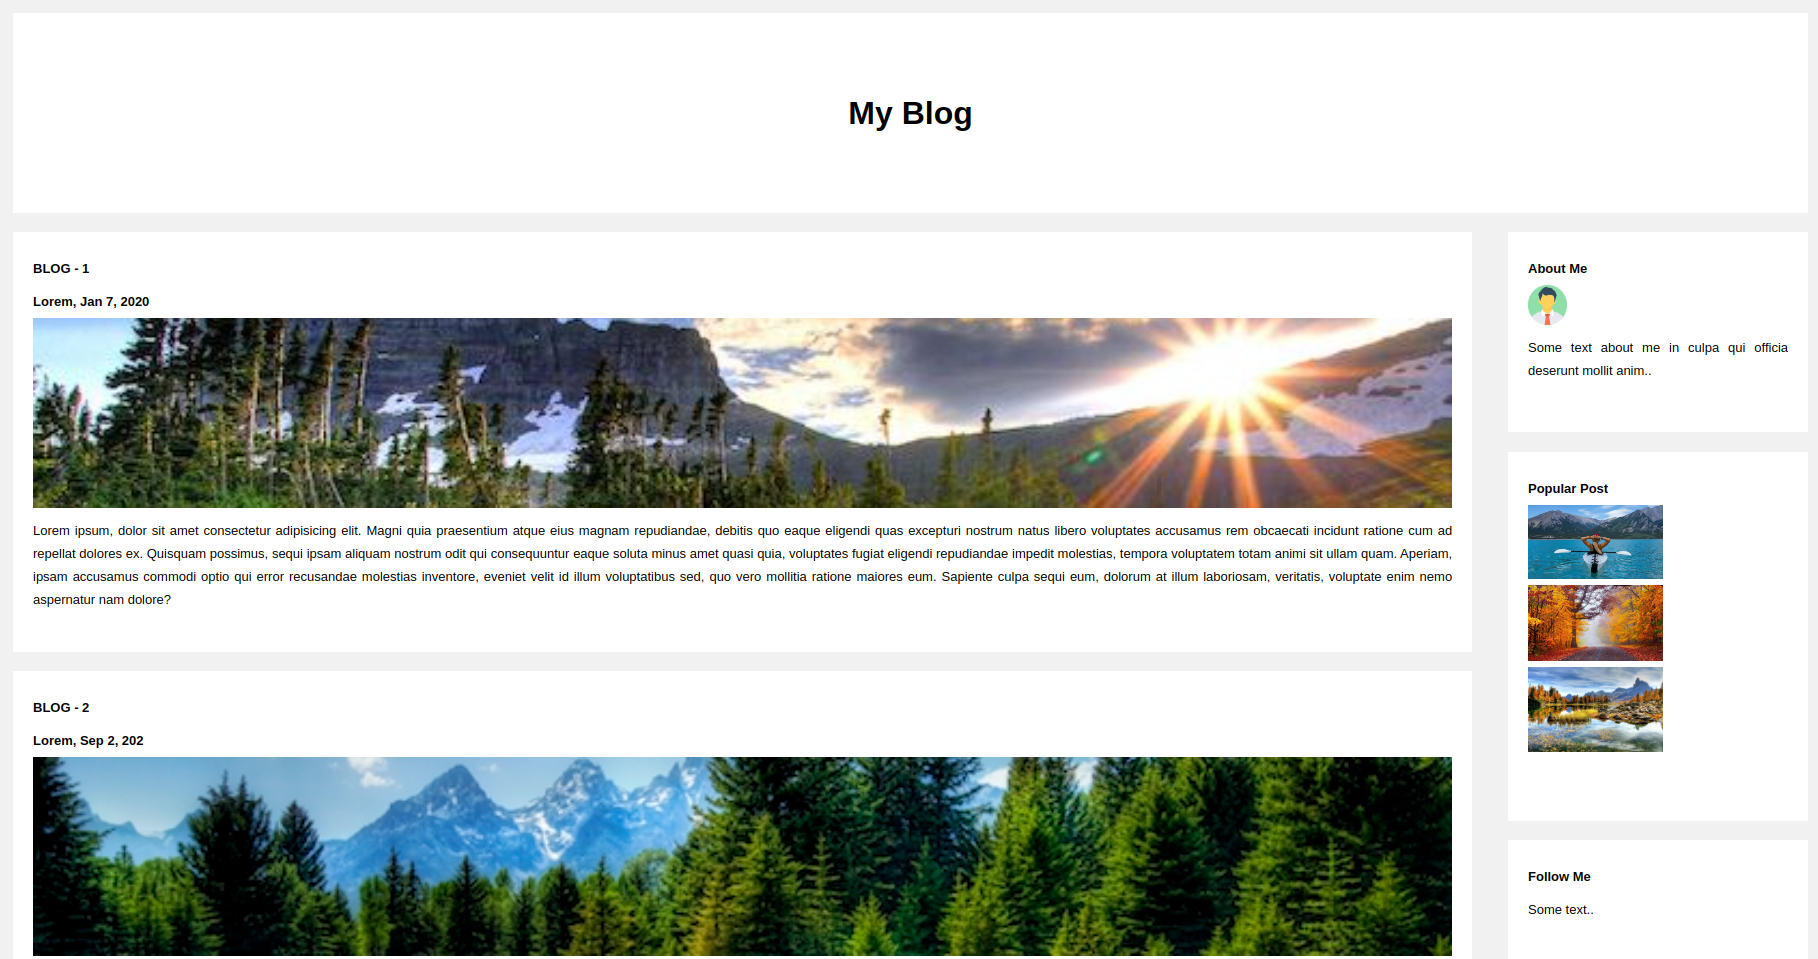 My Blog
BLOG - 1
Lorem, Jan 7, 2020
Lorem ipsum, dolor sit amet consectetur adipisicing elit. Magni quia praesentium atque eius magnam repudiandae, debitis quo eaque eligendi quas excepturi nostrum natus libero voluptates accusamus rem obcaecati incidunt ratione cum ad
repellat dolores ex. Quisquam possimus, sequi ipsam aliquam nostrum odit qui consequuntur eaque soluta minus amet quasi quia, voluptates fugiat eligendi repudiandae impedit molestias, tempora voluptatem totam animi sit ullam quam. Aperiam,
ipsam accusamus commodi optio qui error recusandae molestias inventore, eveniet velit id illum voluptatibus sed, quo vero mollitia ratione maiores eum. Sapiente culpa sequi eum, dolorum at illum laboriosam, veritatis, voluptate enim nemo
aspernatur nam dolore?
BLOG - 2
Lorem, Sep 2, 202
About Me
Some text about me in culpa qui officia
deserunt mollit anim..
Popular Post
Follow Me
Some text..